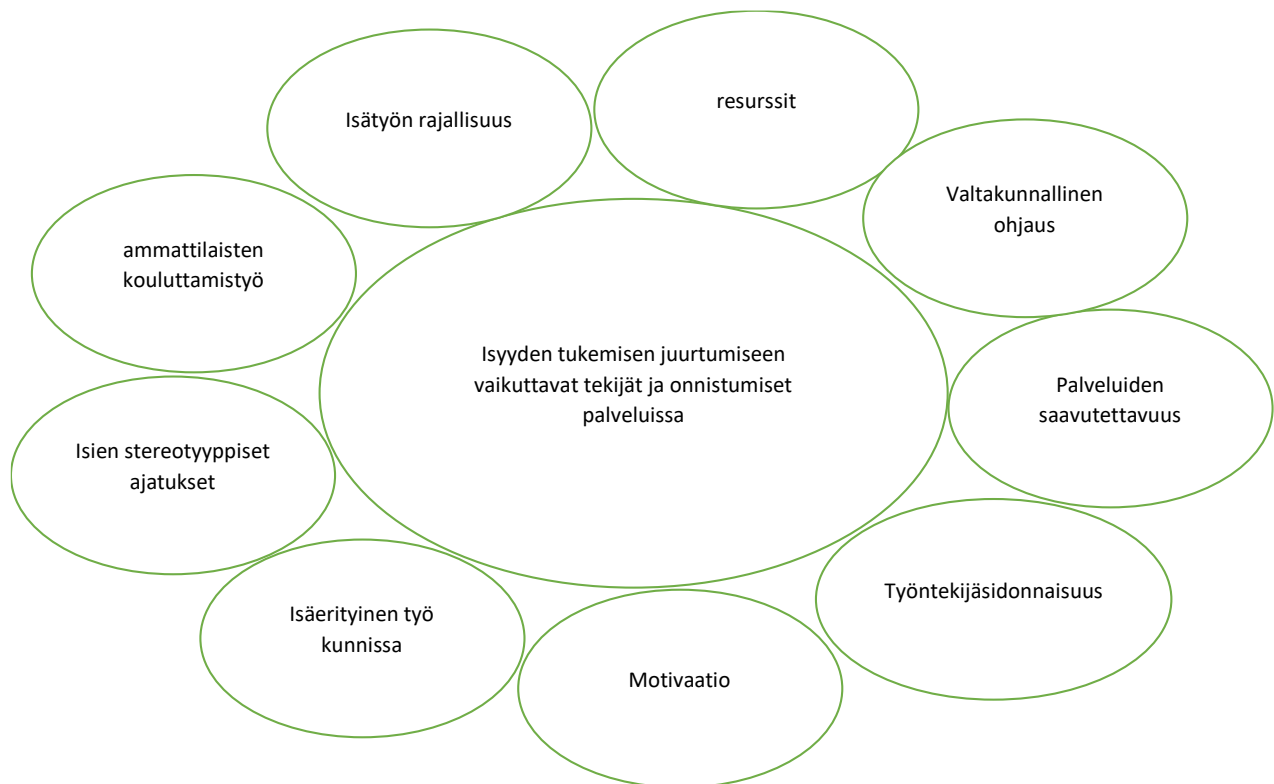 resurssit
Isätyön rajallisuus
Valtakunnallinen
ohjaus
ammattilaisten
kouluttamistyö
Isyyden tukemisen juurtumiseen
vaikuttavat tekijät ja onnistumiset
palveluissa
Palveluiden
saavutettavuus
Isien stereotyyppiset
ajatukset
Työntekijäsidonnaisuus
Isäerityinen työ
kunnissa
Motivaatio